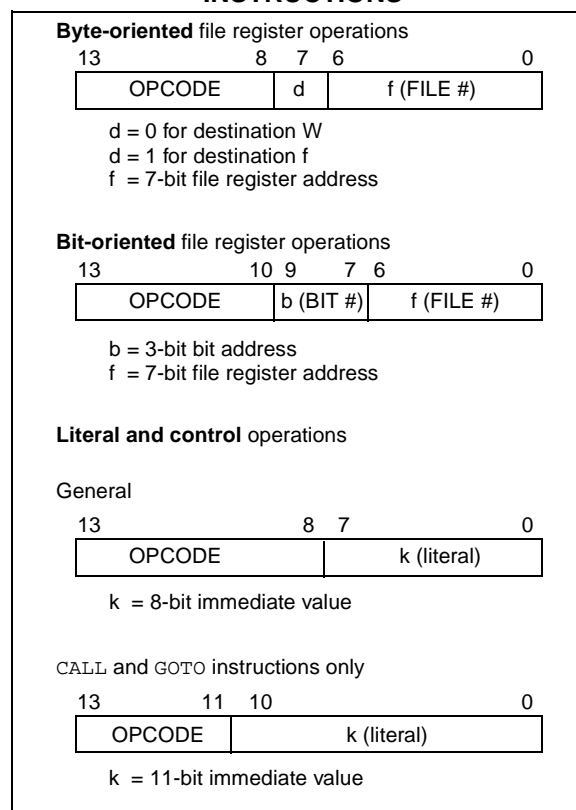 INSTRUCTIONS
Byte-oriented file register operations
13 8 7 6 0
OPCODE d f (FILE #)
d = 0 for destination W
d = 1 for destination f
f = 7-bit file register address
Bit-oriented file register operations
13 10 9 7 6 0
OPCODE b (BIT #) f (FILE #)
b = 3-bit bit address
f = 7-bit file register address
Literal and control operations
General
13 8 7 0
OPCODE k (literal)
k = 8-bit immediate value
CALL and GOTO instructions only
13 11 10 0
OPCODE k (literal)
k = 11-bit immediate value